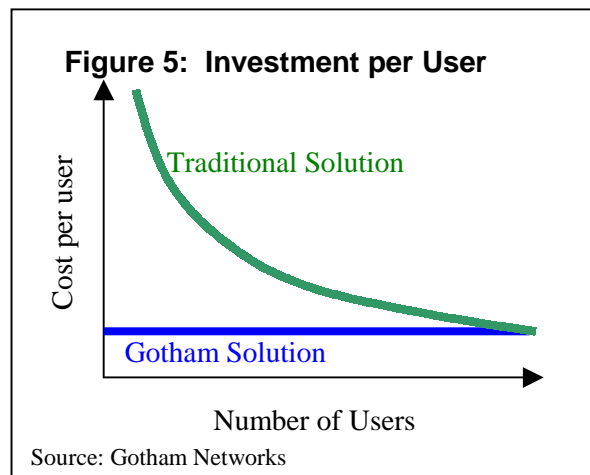 Figure 5:  Investment per User
Traditional Solution
Cost per user
Gotham Solution
Number of Users
Source: Gotham Networks